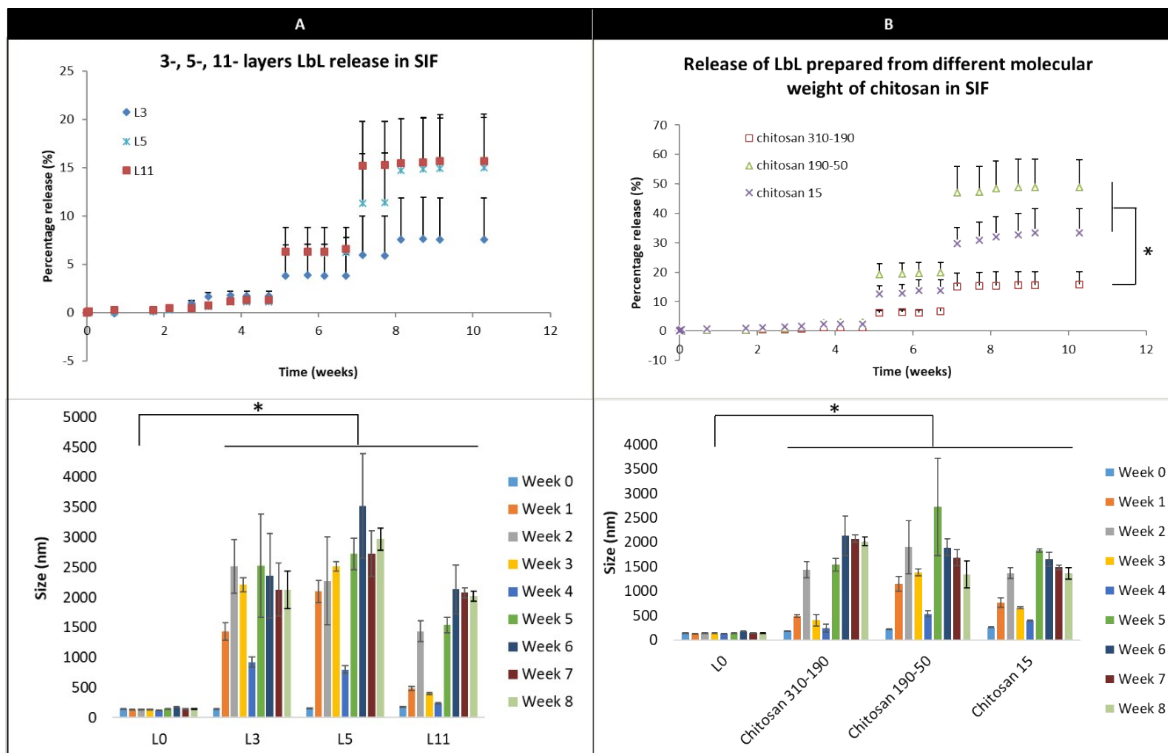 A
B
3-, 5-, 11- layers LbL release in SIF
25
20
15
10
5
0
-5
0
2
4
6
8
10
12
Percentage release (%)
Time (weeks)
L3
L5
L11
Release of LbL prepared from different molecular
weight of chitosan in SIF
70
60
50
40
30
20
10
0
-10
0
2
4
6
8
10
12
Percentage release (%)
Time (weeks)
chitosan 310-190
chitosan 190-50
chitosan 15
*
5000
4500
4000
3500
3000
2500
2000
1500
1000
500
0
Size (nm)
*
L0
L3
L5
L11
Week 0
Week 1
Week 2
Week 3
Week 4
Week 5
Week 6
Week 7
Week 8
4000
3500
3000
2500
2000
1500
1000
500
0
Size (nm)
*
L0
Chitosan 310-190
Chitosan 190-50
Chitosan 15
Week 0
Week 1
Week 2
Week 3
Week 4
Week 5
Week 6
Week 7
Week 8